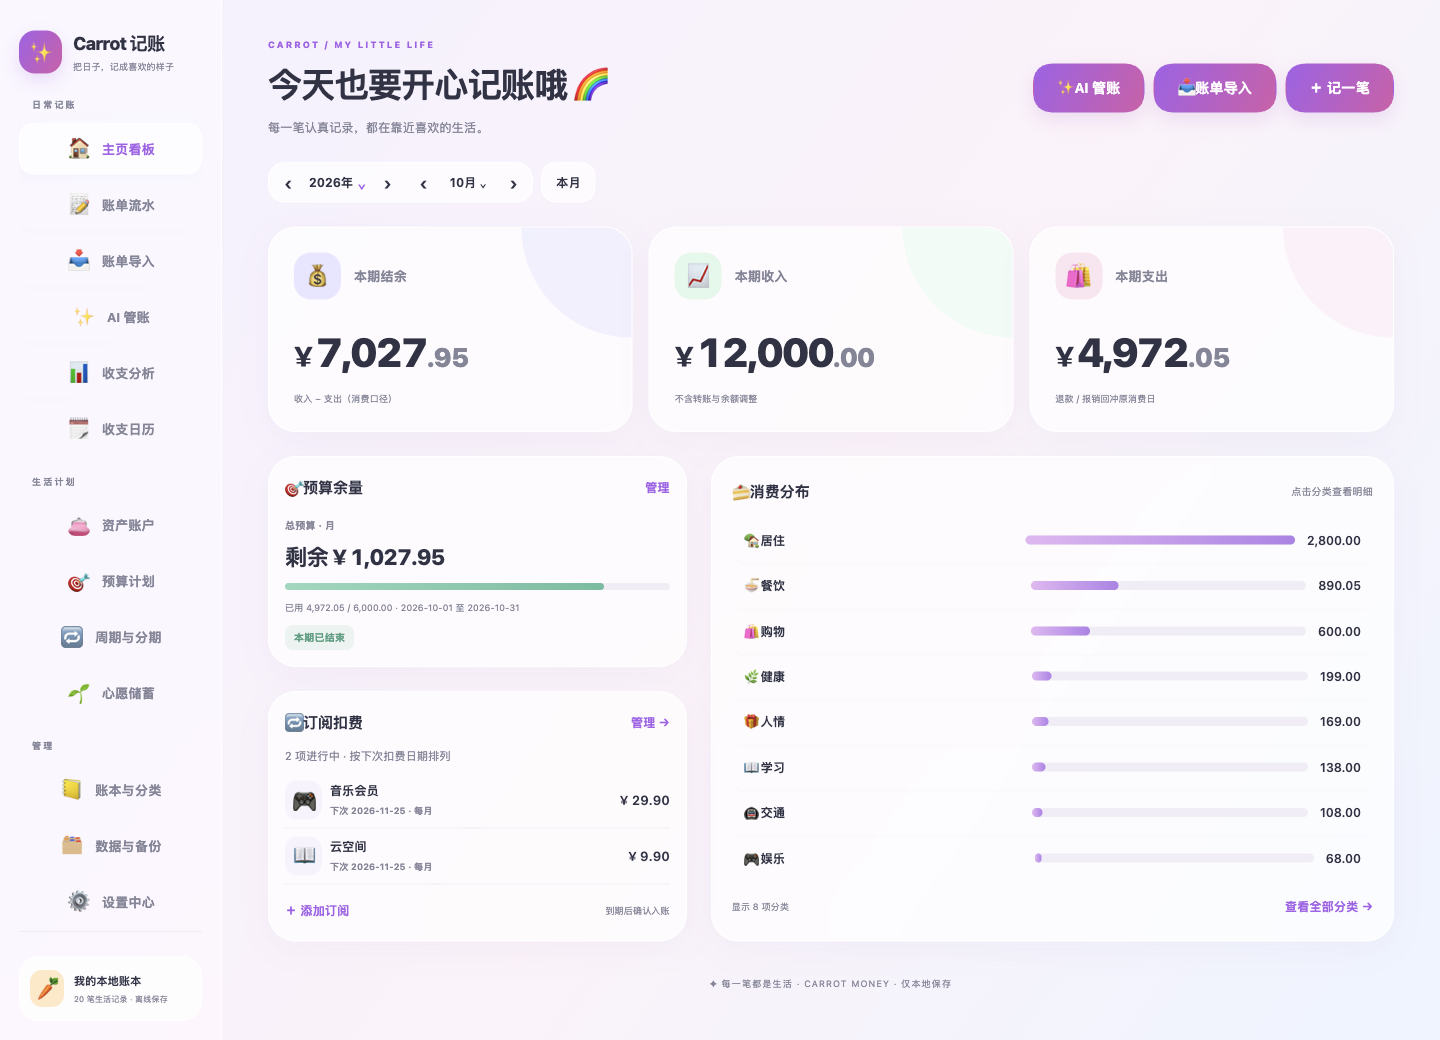 Carrot 记账
把日子，记成喜欢的样子
日常记账
主页看板
账单流水
账单导入
AI 管账
收支分析
收支日历
生活计划
资产账户
预算计划
周期与分期
心愿储蓄
管理
账本与分类
数据与备份
设置中心
我的本地账本
20 笔生活记录 · 离线保存
CARROT / MY LITTLE LIFE
今天也要开心记账哦
每一笔认真记录，都在靠近喜欢的生活。
AI 管账
账单导入
+ 记一笔
2026年
10月
本月
本期结余
¥7,027.95
收入 – 支出（消费口径）
本期收入
¥12,000.00
不含转账与余额调整
本期支出
¥4,972.05
退款 / 报销回冲原消费日
预算余量
管理
总预算 · 月
剩余 ¥ 1,027.95
已用 4,972.05 / 6,000.00 · 2026-10-01 至 2026-10-31
本期已结束
订阅扣费
管理 →
2 项进行中 · 按下次扣费日期排列
音乐会员
下次 2026-11-25 · 每月
¥ 29.90
云空间
下次 2026-11-25 · 每月
¥ 9.90
+ 添加订阅
到期后确认入账
消费分布
点击分类查看明细
居住 2,800.00
餐饮 890.05
购物 600.00
健康 199.00
人情 169.00
学习 138.00
交通 108.00
娱乐 68.00
显示 8 项分类
查看全部分类 →
✦ 每一笔都是生活 · CARROT MONEY · 仅本地保存